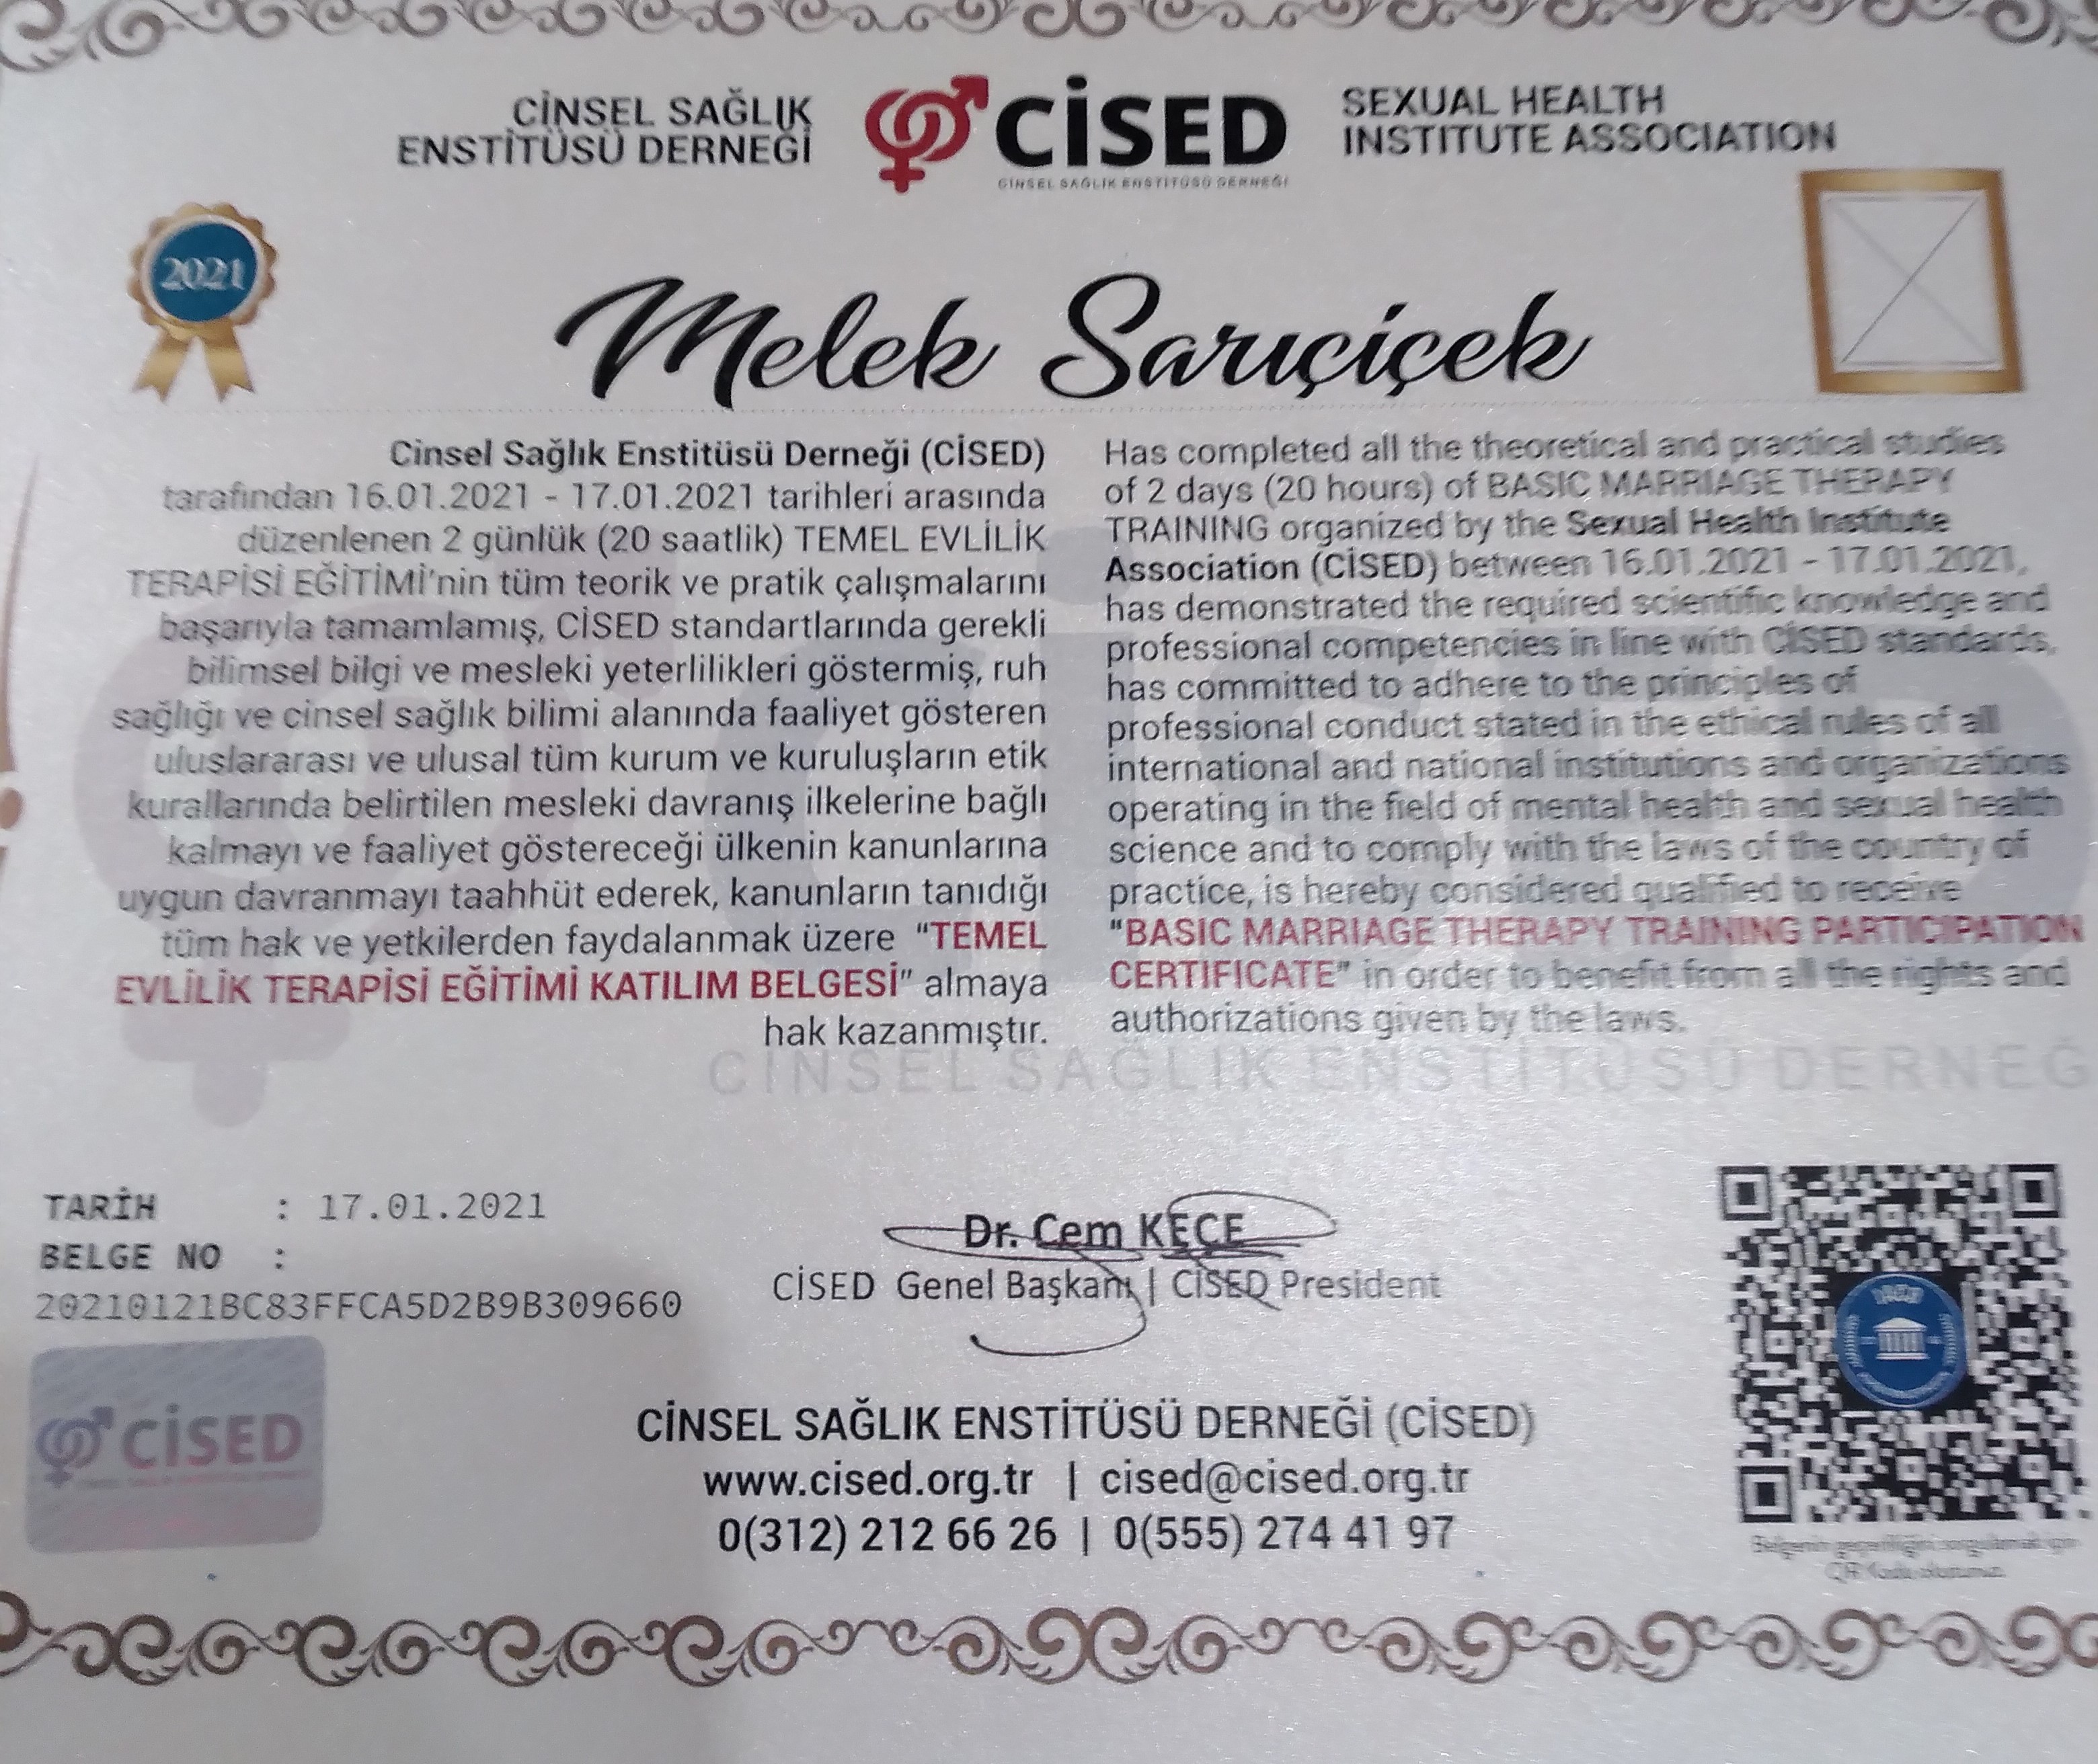 CİNSEL SAĞLIK
ENSTİTÜSÜ DERNEĞİ
CİSED
CİNSEL SAĞLIK ENSTİTÜSÜ DERNEĞİ
SEXUAL HEALTH
INSTITUTE ASSOCIATION
2021
Melek Sarıçiçek
Cinsel Sağlık Enstitüsü Derneği (CİSED)
tarafından 16.01.2021 - 17.01.2021 tarihleri arasında
düzenlenen 2 günlük (20 saatlik) TEMEL EVLİLİK
TERAPİSİ EĞİTİMİ'nin tüm teorik ve pratik çalışmalarını
başarıyla tamamlamış, CİSED standartlarında gerekli
bilimsel bilgi ve mesleki yeterlilikleri göstermiş, ruh
sağlığı ve cinsel sağlık bilimi alanında faaliyet gösteren
uluslararası ve ulusal tüm kurum ve kuruluşların etik
kurallarında belirtilen mesleki davranış ilkelerine bağlı
kalmayı ve faaliyet göstereceği ülkenin kanunlarına
uygun davranmayı taahhüt ederek, kanunların tanıdığı
tüm hak ve yetkilerden faydalanmak üzere "TEMEL
EVLİLİK TERAPİSİ EĞİTİMİ KATILIM BELGESİ" almaya
hak kazanmıştır.
Has completed all the theoretical and practical studies
of 2 days (20 hours) of BASIC MARRIAGE THERAPY
TRAINING organized by the Sexual Health Institute
Association (CİSED) between 16.01.2021 - 17.01.2021,
has demonstrated the required scientific knowledge and
professional competencies in line with CİSED standards,
has committed to adhere to the principles of
professional conduct stated in the ethical rules of all
international and national institutions and organizations
operating in the field of mental health and sexual health
science and to comply with the laws of the country of
practice, is hereby considered qualified to receive
"BASIC MARRIAGE THERAPY TRAINING PARTICIPATION
CERTIFICATE" in order to benefit from all the rights and
authorizations given by the laws.
CİNSEL SAĞLIK ENSTİTÜSÜ DERNEĞ
TARİH : 17.01.2021
BELGE NO :
20210121BC83FFCA5D2B9B309660
Dr. Cem KEÇE
CİSED Genel Başkanı | CİSED President
CİSED
CİNSEL SAĞLIK ENSTİTÜSÜ DERNEĞİ (CİSED)
www.cised.org.tr | cised@cised.org.tr
0(312) 212 66 26 | 0(555) 274 41 97
Belgenin geçerliliğini sorgulamak için
QR Kodu okutunuz.